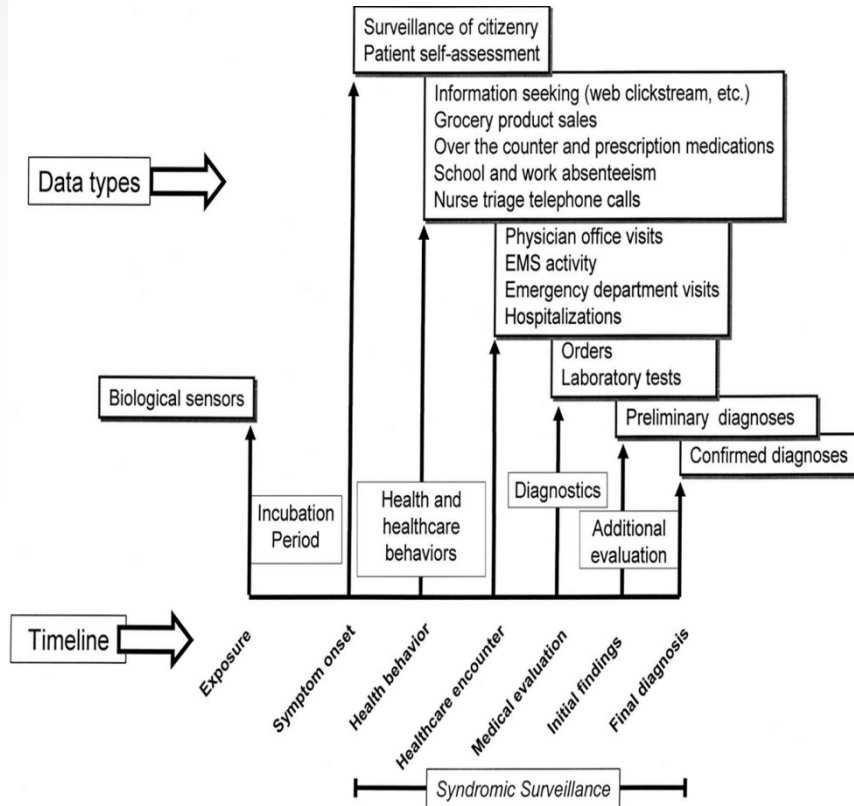 Surveillance of citizenry
Patient self-assessment
Information seeking (web clickstream, etc.)
Grocery product sales
Over the counter and prescription medications
School and work absenteeism
Nurse triage telephone calls
Data types
Physician office visits
EMS activity
Emergency department visits
Hospitalizations
Orders
Laboratory tests
Biological sensors
Preliminary diagnoses
Confirmed diagnoses
Incubation
Period
Health and
healthcare
behaviors
Diagnostics
Additional
evaluation
Timeline
Exposure
Symptom onset
Health behavior
Healthcare encounter
Medical evaluation
Initial findings
Final diagnosis
Syndromic Surveillance